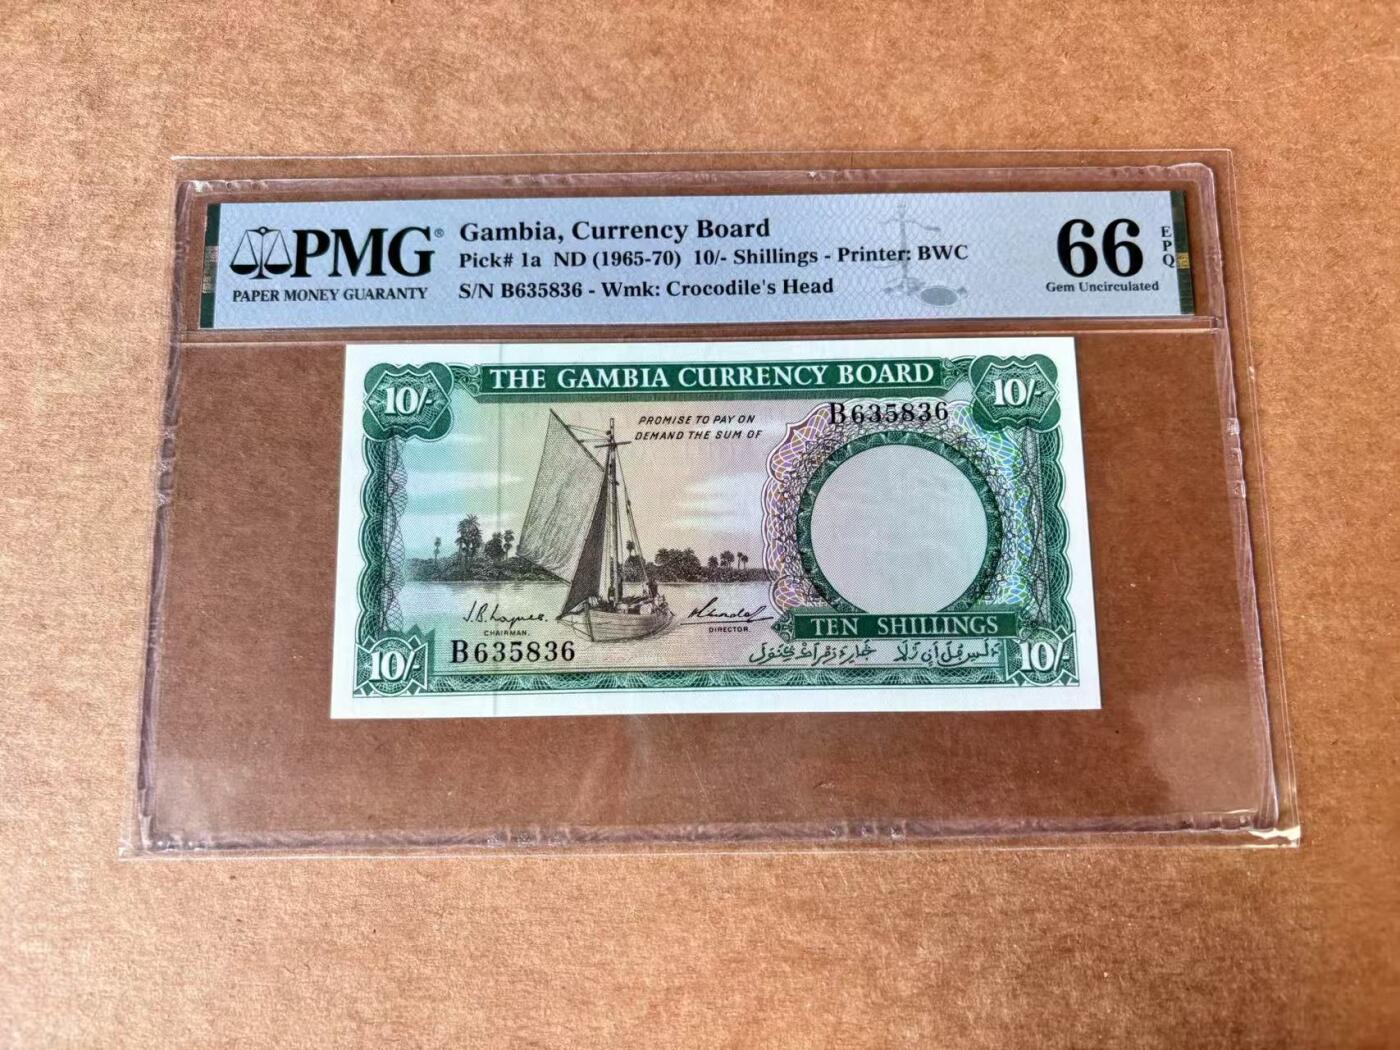 PMG®
PAPER MONEY GUARANTY
Gambia, Currency Board
Pick# 1a ND (1965-70) 10/- Shillings - Printer: BWC
S/N B635836 - Wmk: Crocodile's Head
66
EPQ
Gem Uncirculated
10/-
THE GAMBIA CURRENCY BOARD
10/-
PROMISE TO PAY ON
DEMAND THE SUM OF
B635836
CHAIRMAN.
DIRECTOR.
B635836
TEN SHILLINGS
10/-
10/-